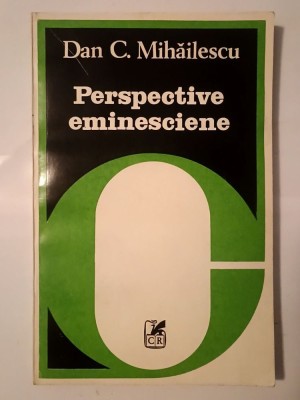 Dan C. Mihăilescu
Perspective
eminesciene
CR